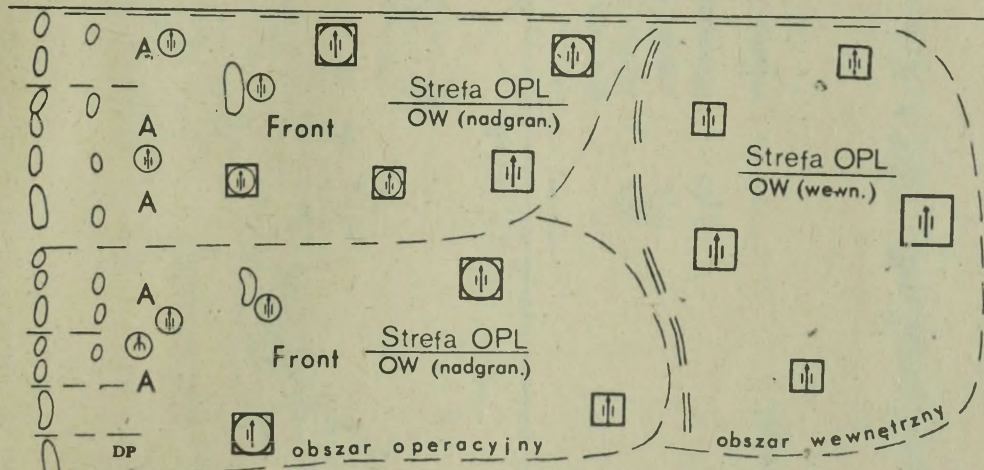 A
Strefa OPL
OW (nadgran.)
Front
A
A
Strefa OPL
OW (wewn.)
A
Strefa OPL
OW (nadgran.)
Front
A
DP
obszar operacyjny
obszar wewnętrzny